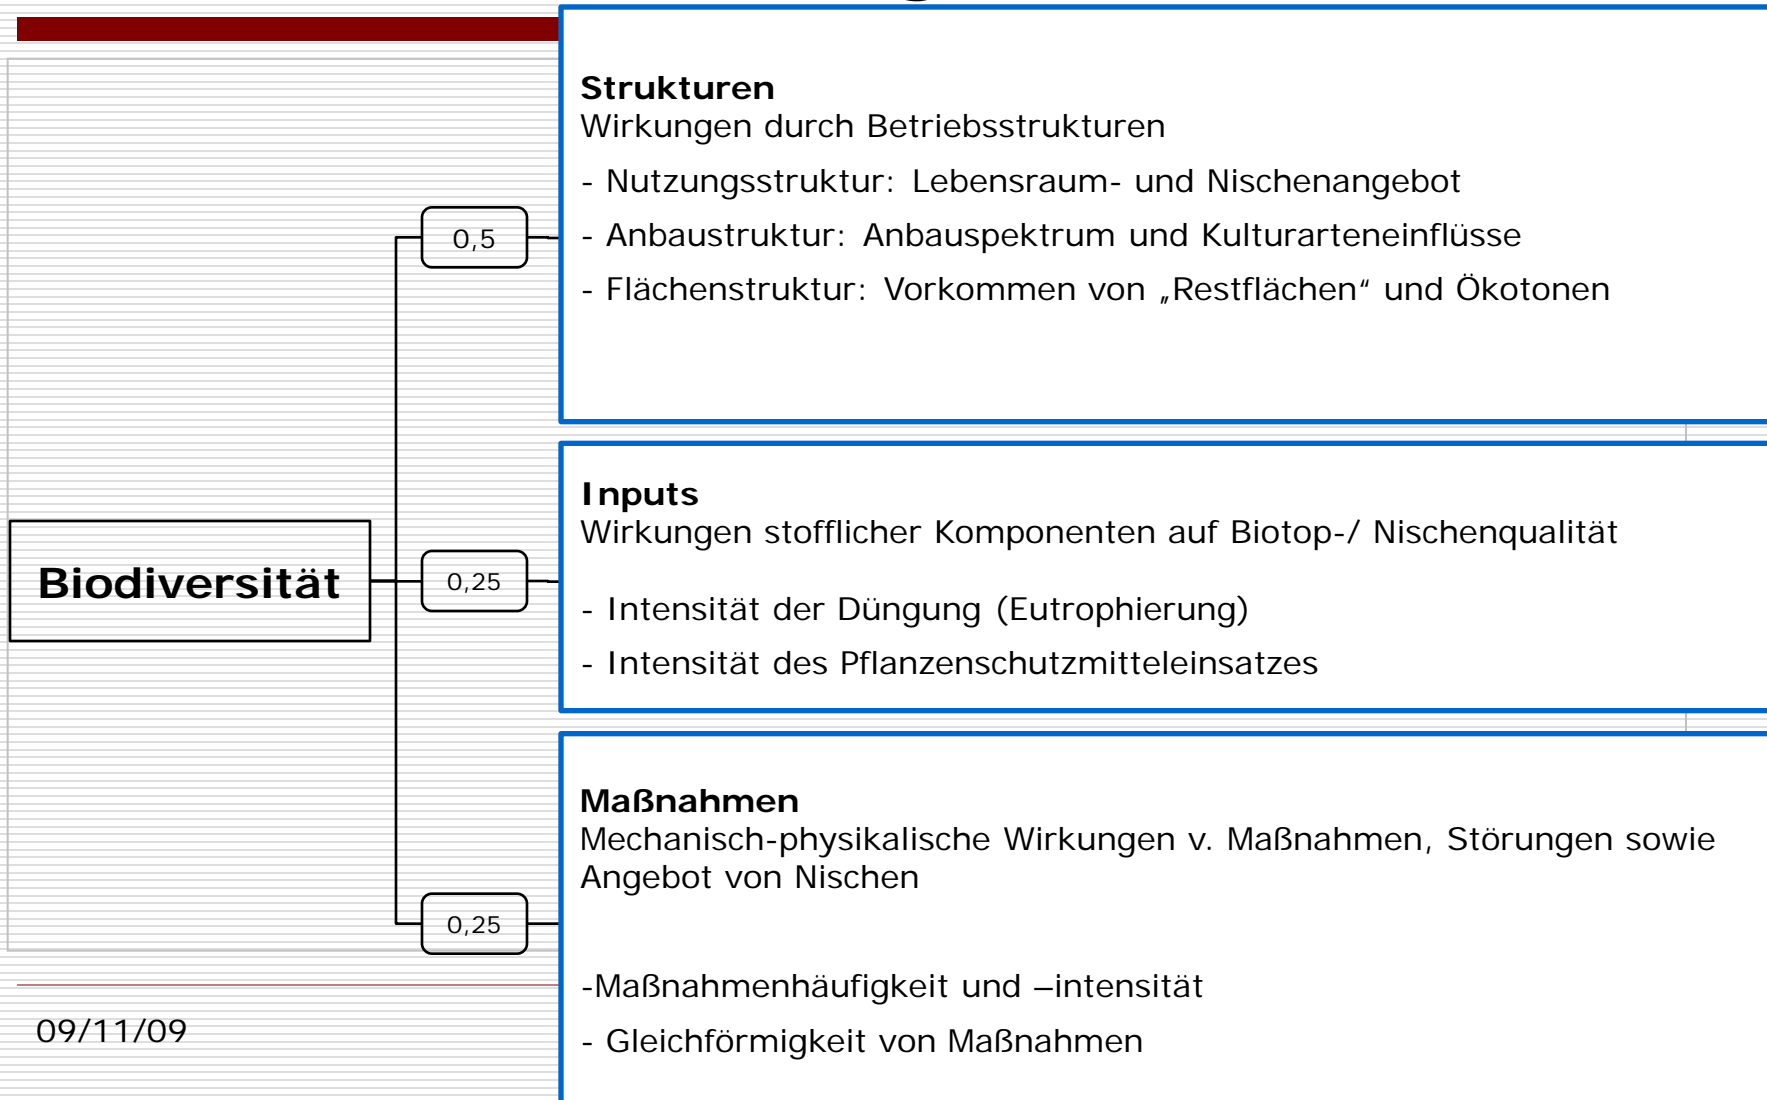 Strukturen
Wirkungen durch Betriebsstrukturen
- Nutzungsstruktur: Lebensraum- und Nischenangebot
- Anbaustruktur: Anbauspektrum und Kulturarteneinflüsse
- Flächenstruktur: Vorkommen von „Restflächen“ und Ökotonen
0,5
Inputs
Wirkungen stofflicher Komponenten auf Biotop-/ Nischenqualität
- Intensität der Düngung (Eutrophierung)
- Intensität des Pflanzenschutzmitteleinsatzes
Biodiversität
0,25
Maßnahmen
Mechanisch-physikalische Wirkungen v. Maßnahmen, Störungen sowie
Angebot von Nischen
-Maßnahmenhäufigkeit und –intensität
- Gleichförmigkeit von Maßnahmen
0,25
09/11/09